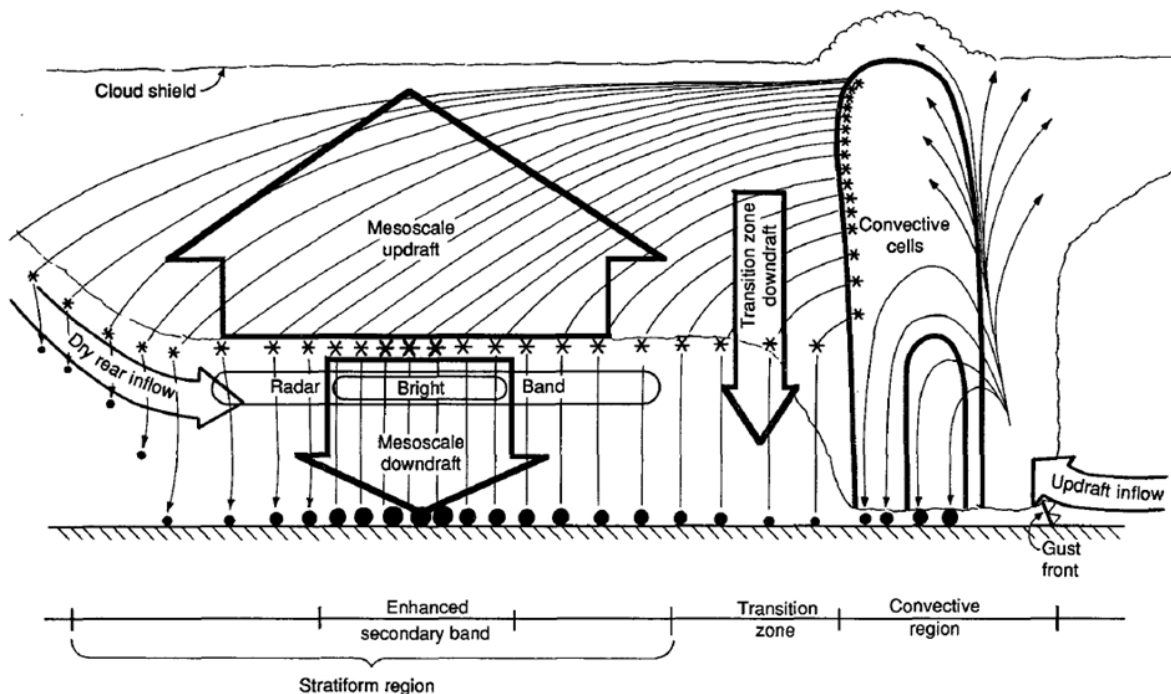 Cloud shield
Mesoscale
updraft
Transition zone
downdraft
Convective
cells
Dry rear inflow
Radar Bright Band
Mesoscale
downdraft
Updraft inflow
Gust
front
Enhanced
secondary band
Transition
zone
Convective
region
Stratiform region